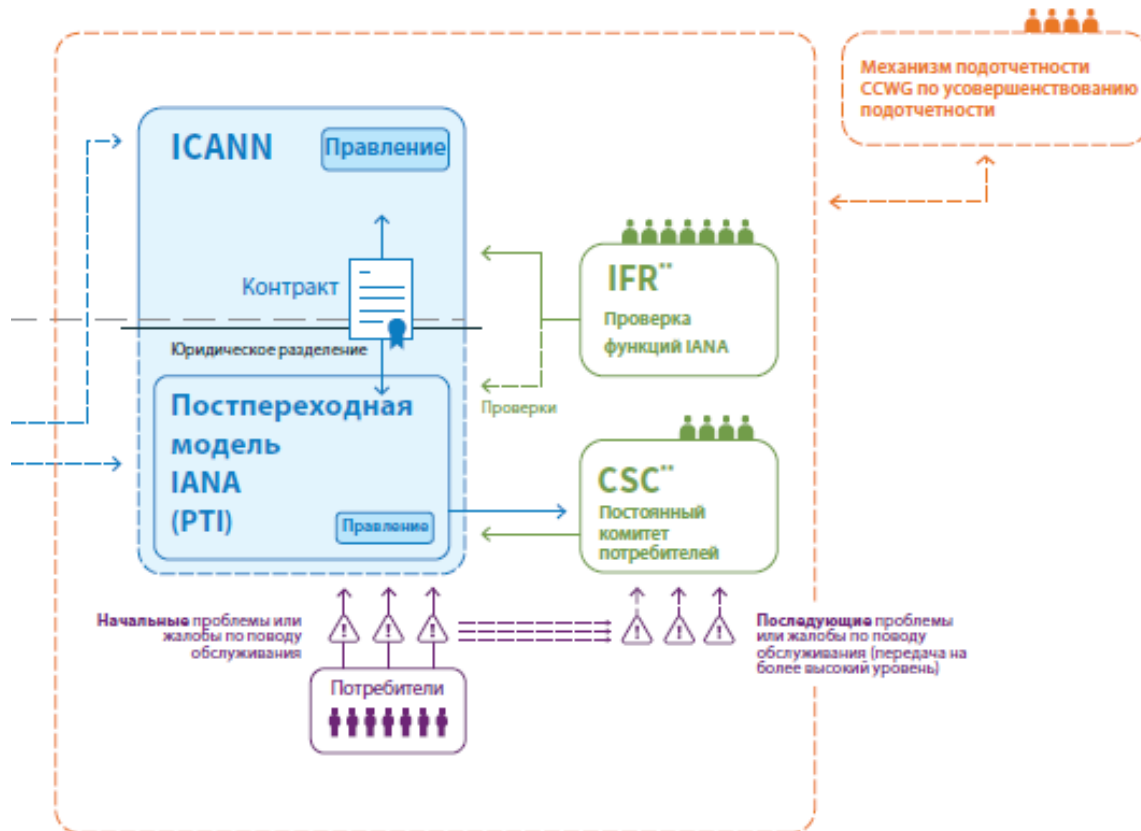 Механизм подотчетности
CCWG по усовершенствованию
подотчетности
ICANN
Правление
Контракт
Юридическое разделение
IFR**
Проверка
функций IANA
Проверки
Постпереходная
модель
IANA
(PTI)
Правление
CSC**
Постоянный
комитет
потребителей
Начальные проблемы или
жалобы по поводу
обслуживания
Последующие проблемы
или жалобы по поводу
обслуживания (передача на
более высокий уровень)
Потребители